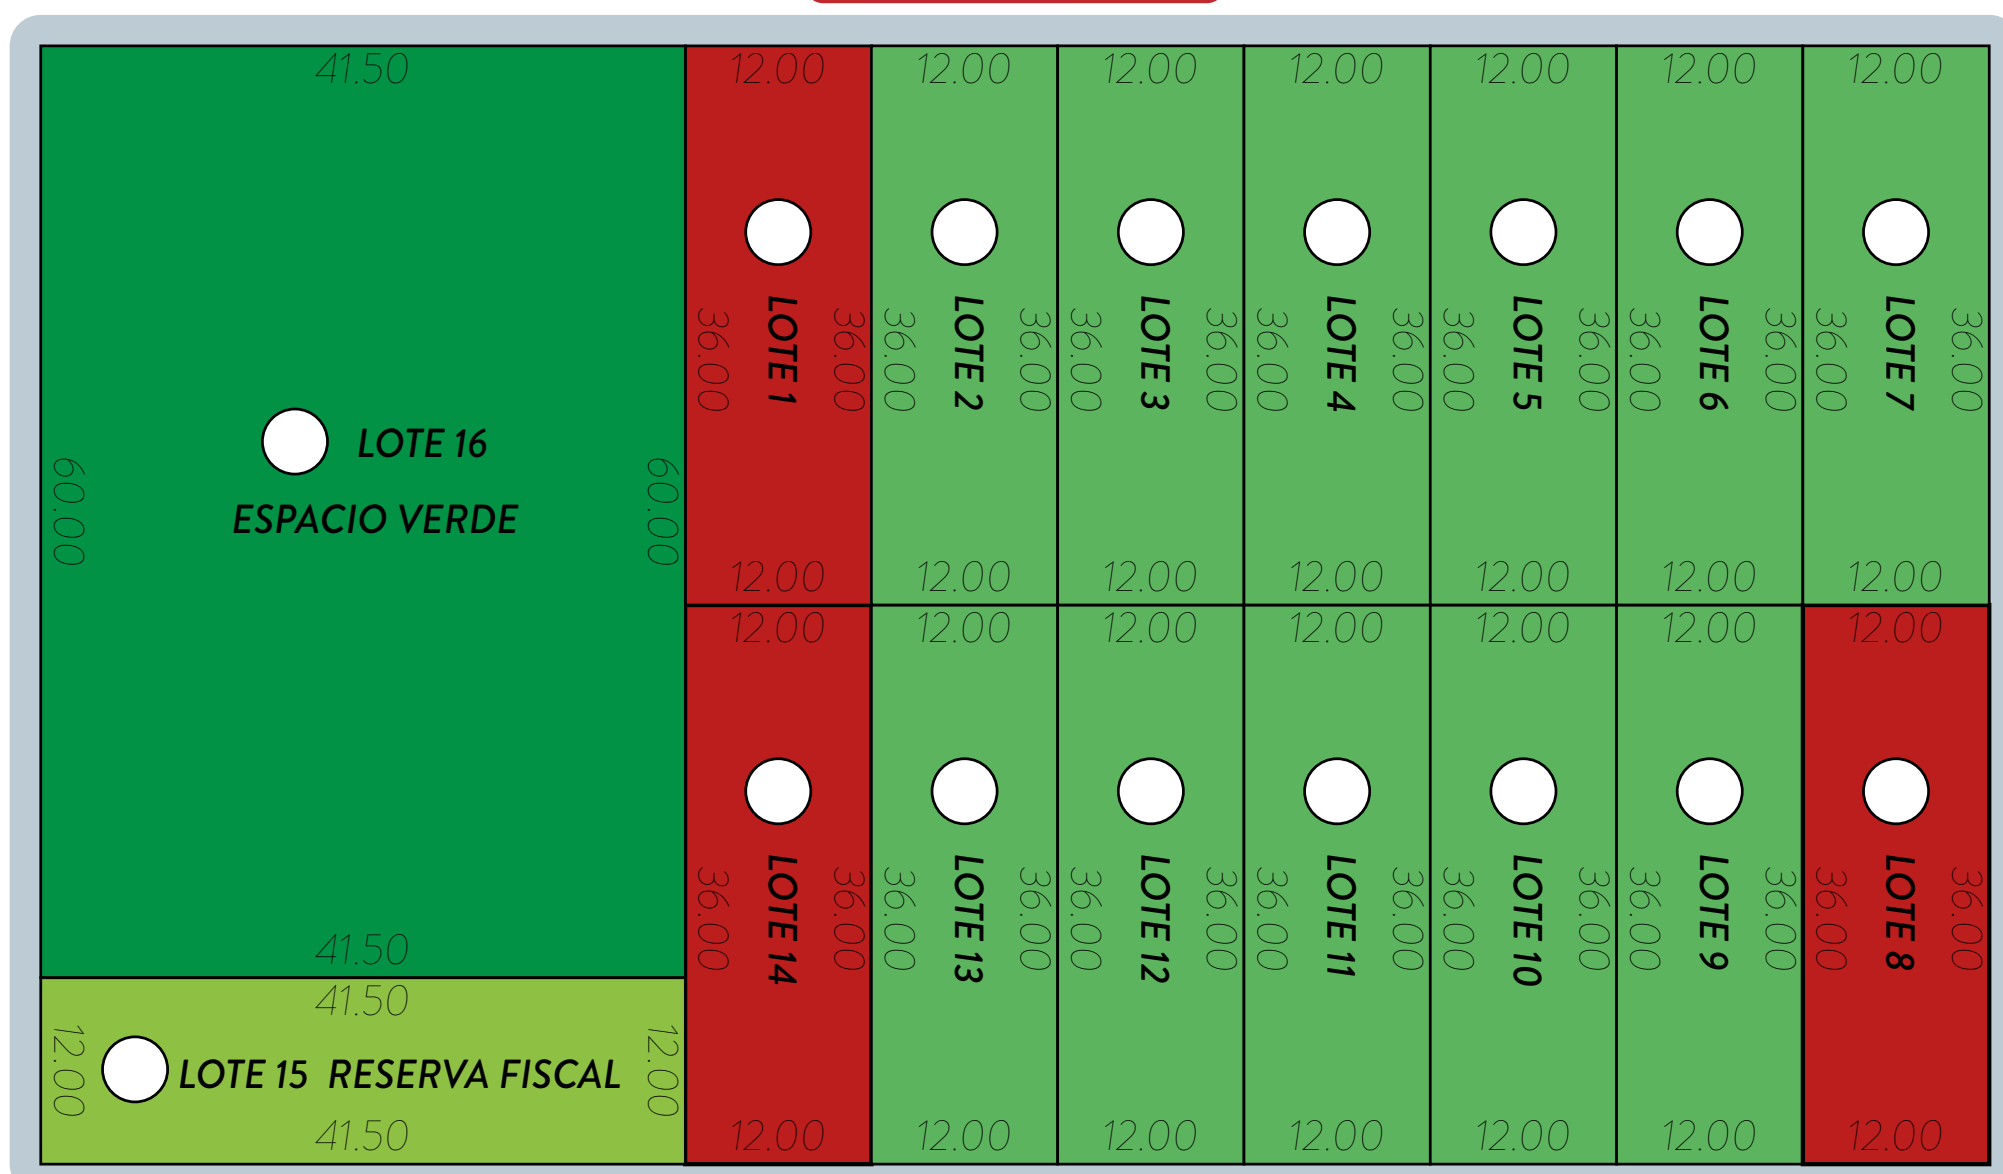 41.50
12.00
12.00
12.00
12.00
12.00
12.00
12.00
36.00 LOTE 1 36.00
36.00 LOTE 2 36.00
36.00 LOTE 3 36.00
36.00 LOTE 4 36.00
36.00 LOTE 5 36.00
36.00 LOTE 6 36.00
36.00 LOTE 7 36.00
LOTE 16
ESPACIO VERDE
60.00
60.00
12.00
12.00
12.00
12.00
12.00
12.00
12.00
12.00
12.00
12.00
12.00
12.00
12.00
12.00
36.00 LOTE 14 36.00
36.00 LOTE 13 36.00
36.00 LOTE 12 36.00
36.00 LOTE 11 36.00
36.00 LOTE 10 36.00
36.00 LOTE 9 36.00
36.00 LOTE 8 36.00
41.50
41.50
12.00
LOTE 15 RESERVA FISCAL
12.00
41.50
12.00
12.00
12.00
12.00
12.00
12.00
12.00